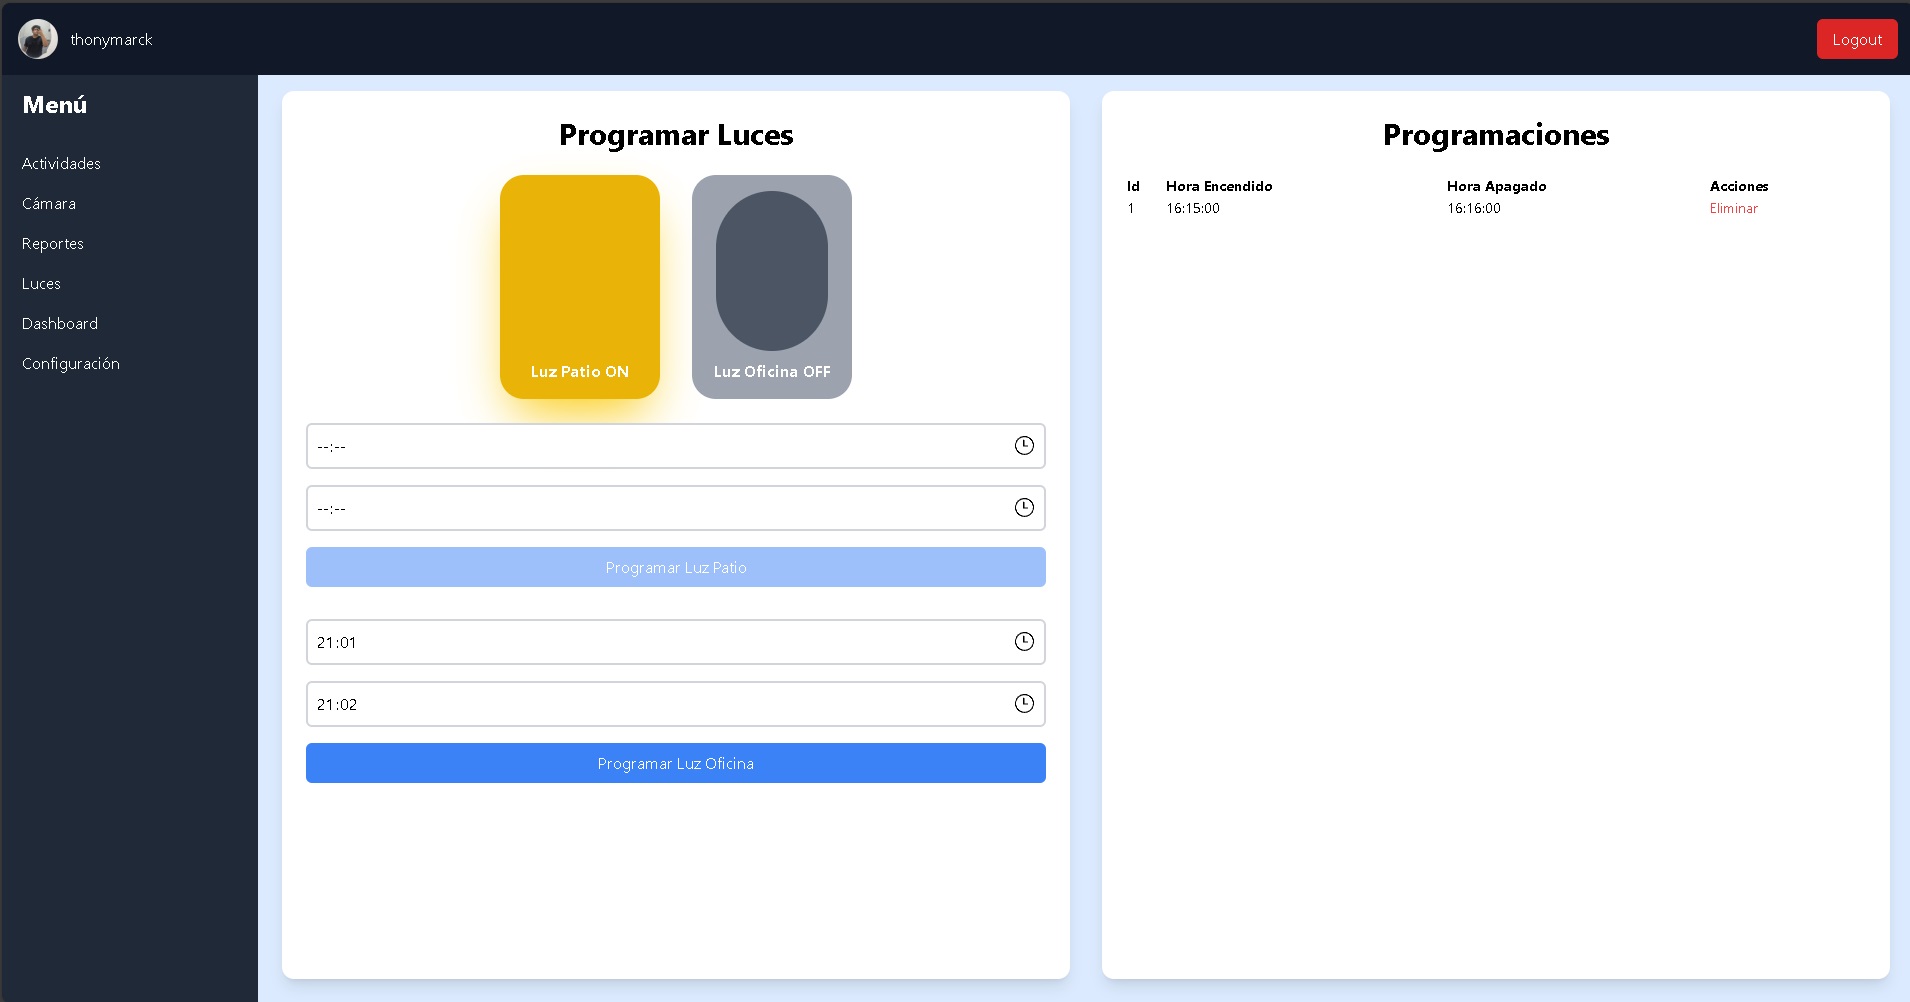 thonymarck
Logout
Menú
Actividades
Cámara
Reportes
Luces
Dashboard
Configuración
Programar Luces
Luz Patio ON
Luz Oficina OFF
--:--
--:--
Programar Luz Patio
21:01
21:02
Programar Luz Oficina
Programaciones
Id Hora Encendido Hora Apagado Acciones
1 16:15:00 16:16:00 Eliminar